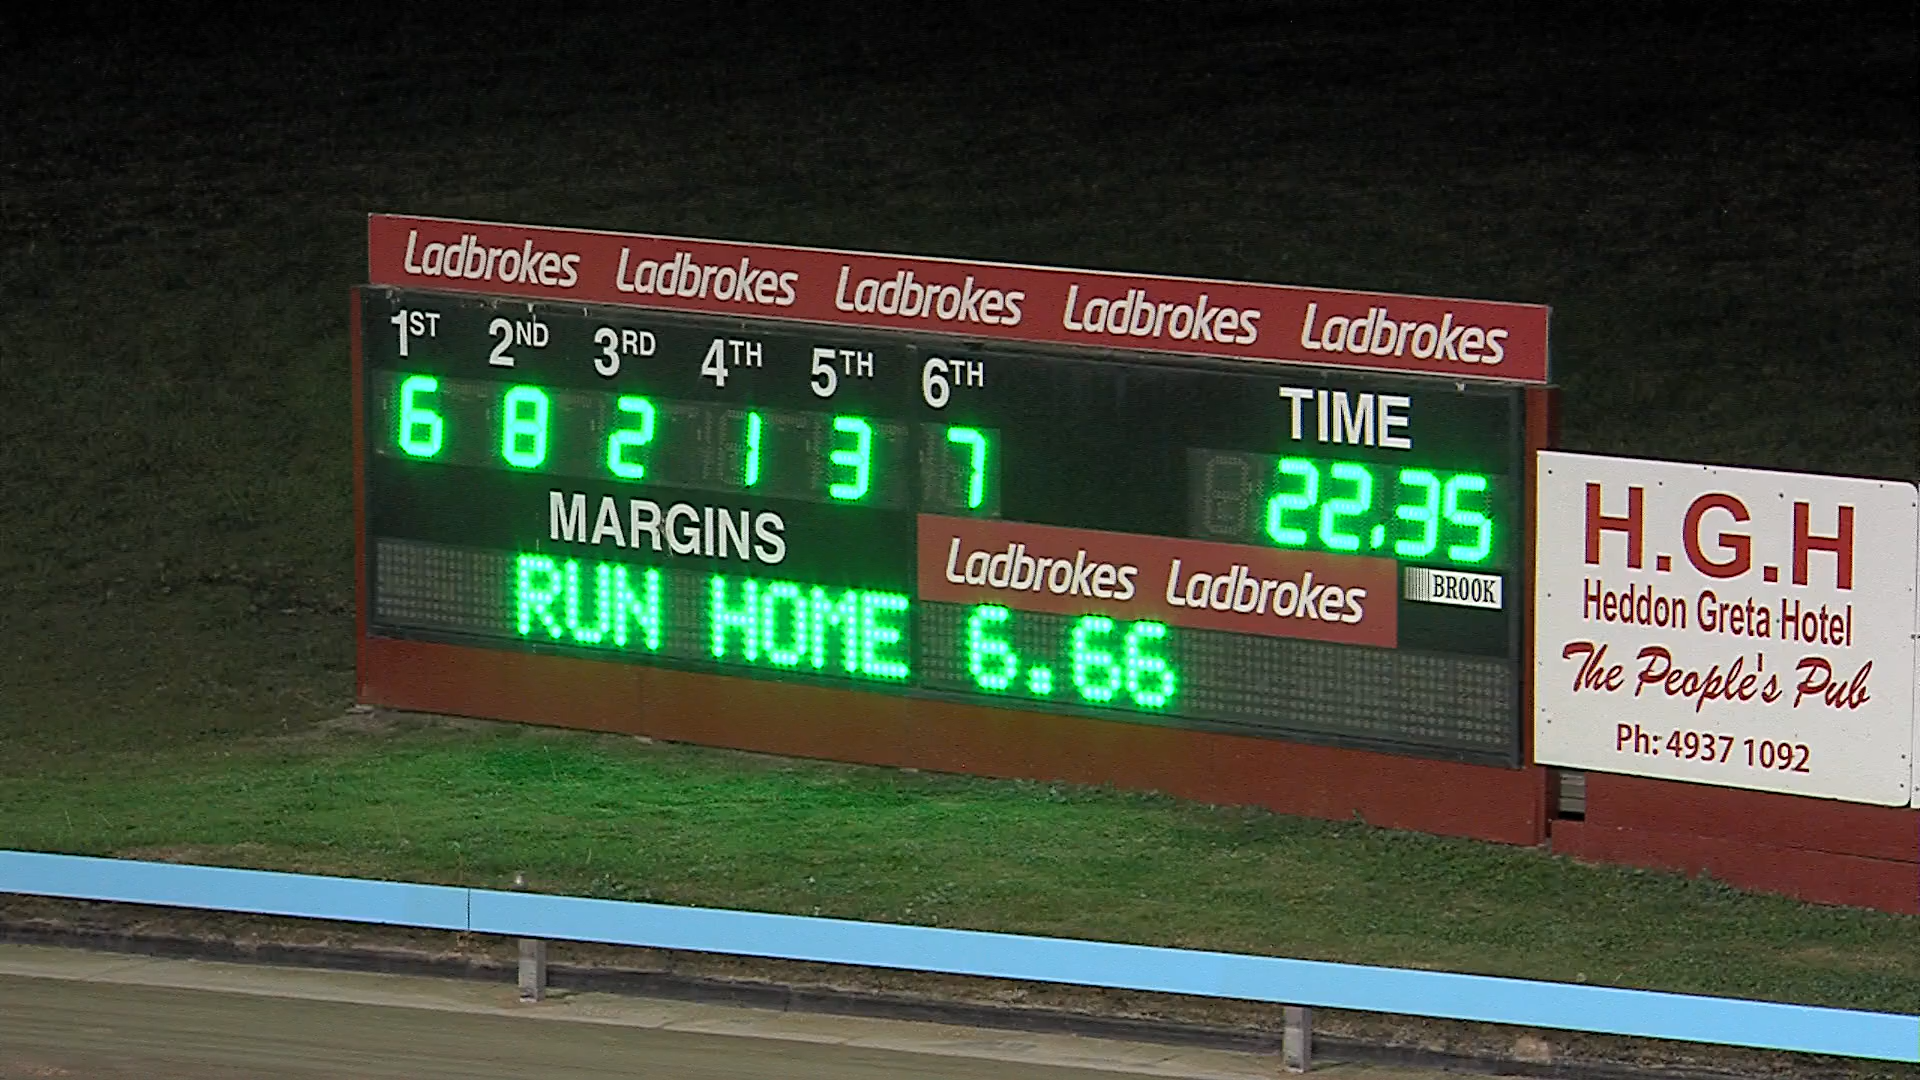 Ladbrokes Ladbrokes Ladbrokes Ladbrokes Ladbrokes
1ST 2ND 3RD 4TH 5TH 6TH TIME
6 8 2 1 3 7 22.35
MARGINS
Ladbrokes Ladbrokes
BROOK
RUN HOME 6.66
H.G.H
Heddon Greta Hotel
The People's Pub
Ph: 4937 1092